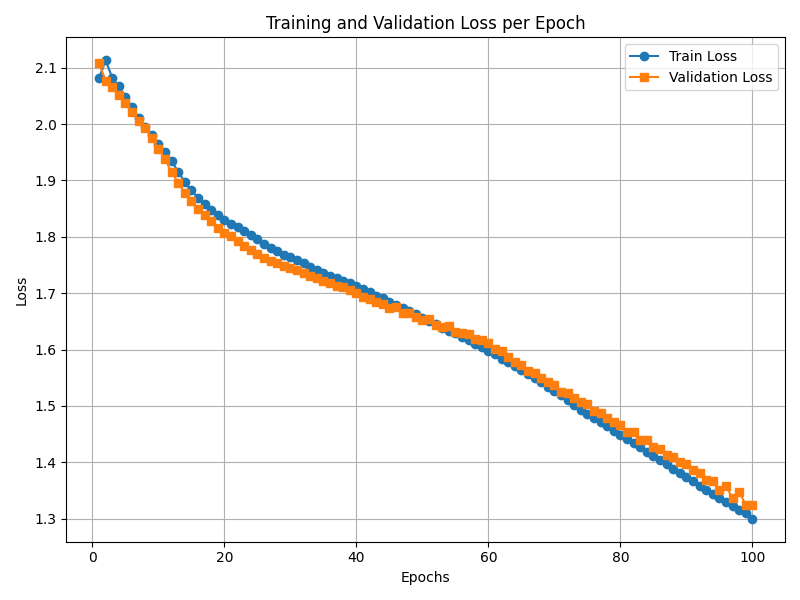 Training and Validation Loss per Epoch
Train Loss
Validation Loss
2.1
2.0
1.9
1.8
1.7
1.6
1.5
1.4
1.3
Loss
0 20 40 60 80 100
Epochs